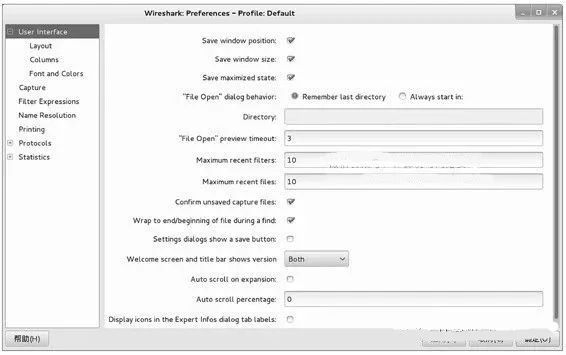 Wireshark: Preferences – Profile: Default
User Interface
Layout
Columns
Font and Colors
Capture
Filter Expressions
Name Resolution
Printing
Protocols
Statistics
Save window position:
Save window size:
Save maximized state:
"File Open" dialog behavior: Remember last directory Always start in:
Directory:
"File Open" preview timeout: 3
Maximum recent filters: 10
Maximum recent files: 10
Confirm unsaved capture files:
Wrap to end/beginning of file during a find:
Settings dialogs show a save button:
Welcome screen and title bar shows version Both
Auto scroll on expansion:
Auto scroll percentage: 0
Display icons in the Expert Infos dialog tab labels:
帮助(H)